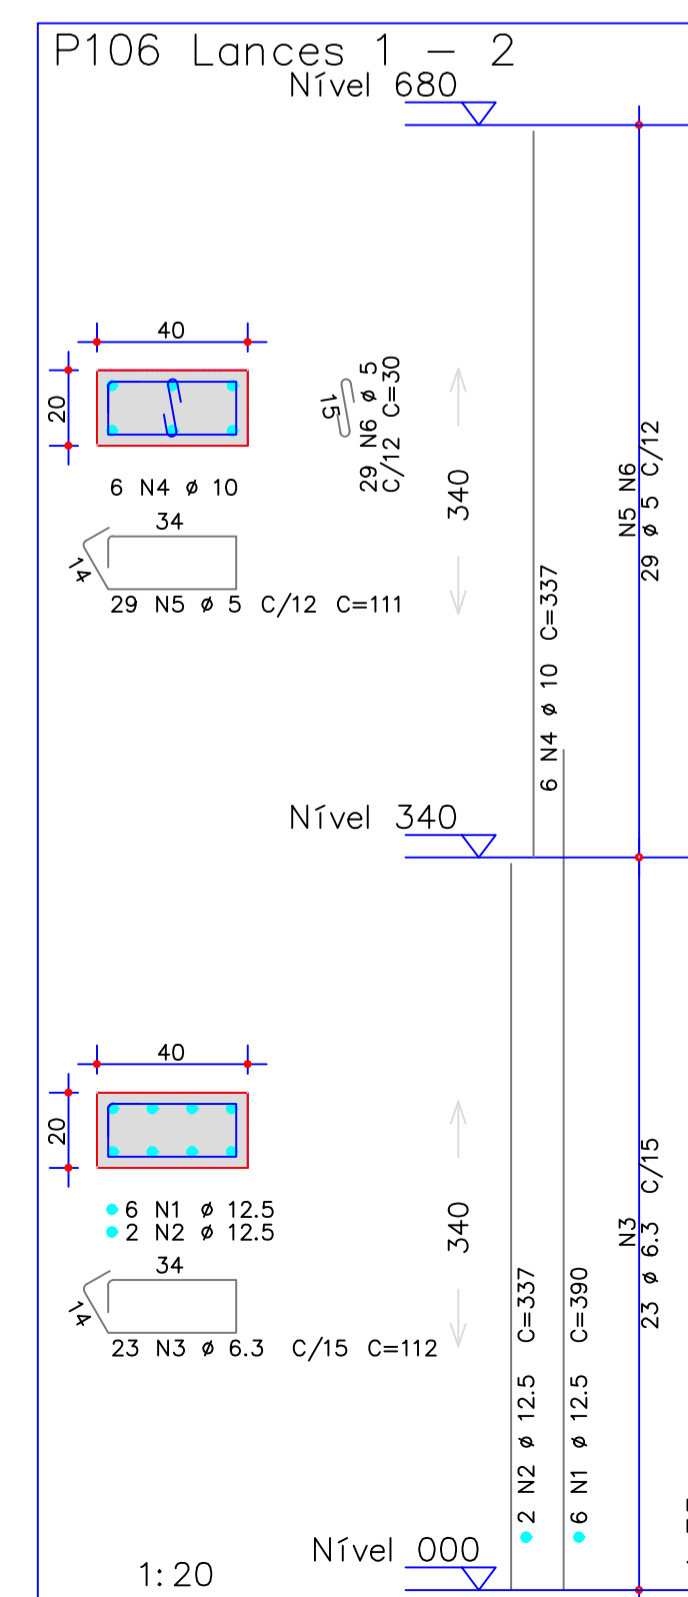 P106 Lances 1 - 2
Nível 680
40
20
6 N4 ø 10
34
14
29 N5 ø 5 C/12 C=111
15
29 N6 ø 5
C/12 C=30
340
6 N4 ø 10 C=337
N5 N6
29 ø 5 C/12
Nível 340
40
20
6 N1 ø 12.5
2 N2 ø 12.5
34
14
23 N3 ø 6.3 C/15 C=112
340
2 N2 ø 12.5 C=337
6 N1 ø 12.5 C=390
N3
23 ø 6.3 C/15
Nível 000
1:20